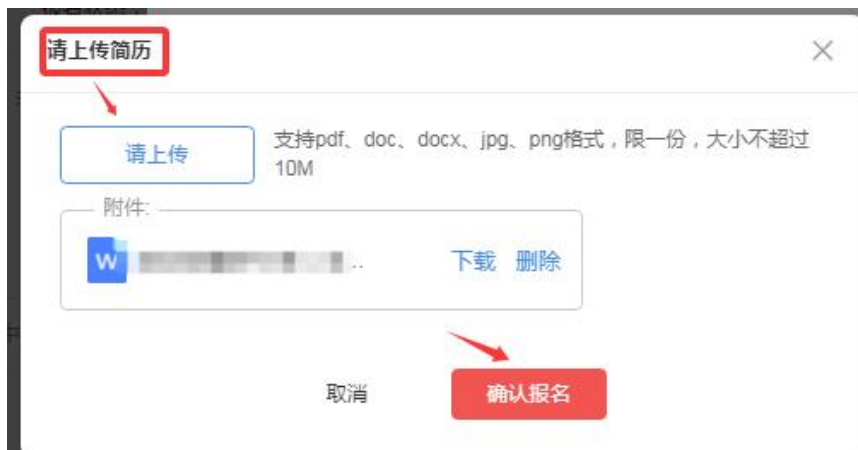 请上传简历
请上传
支持pdf、doc、docx、jpg、png格式，限一份，大小不超过
10M
附件:
W
..
下载 删除
取消
确认报名